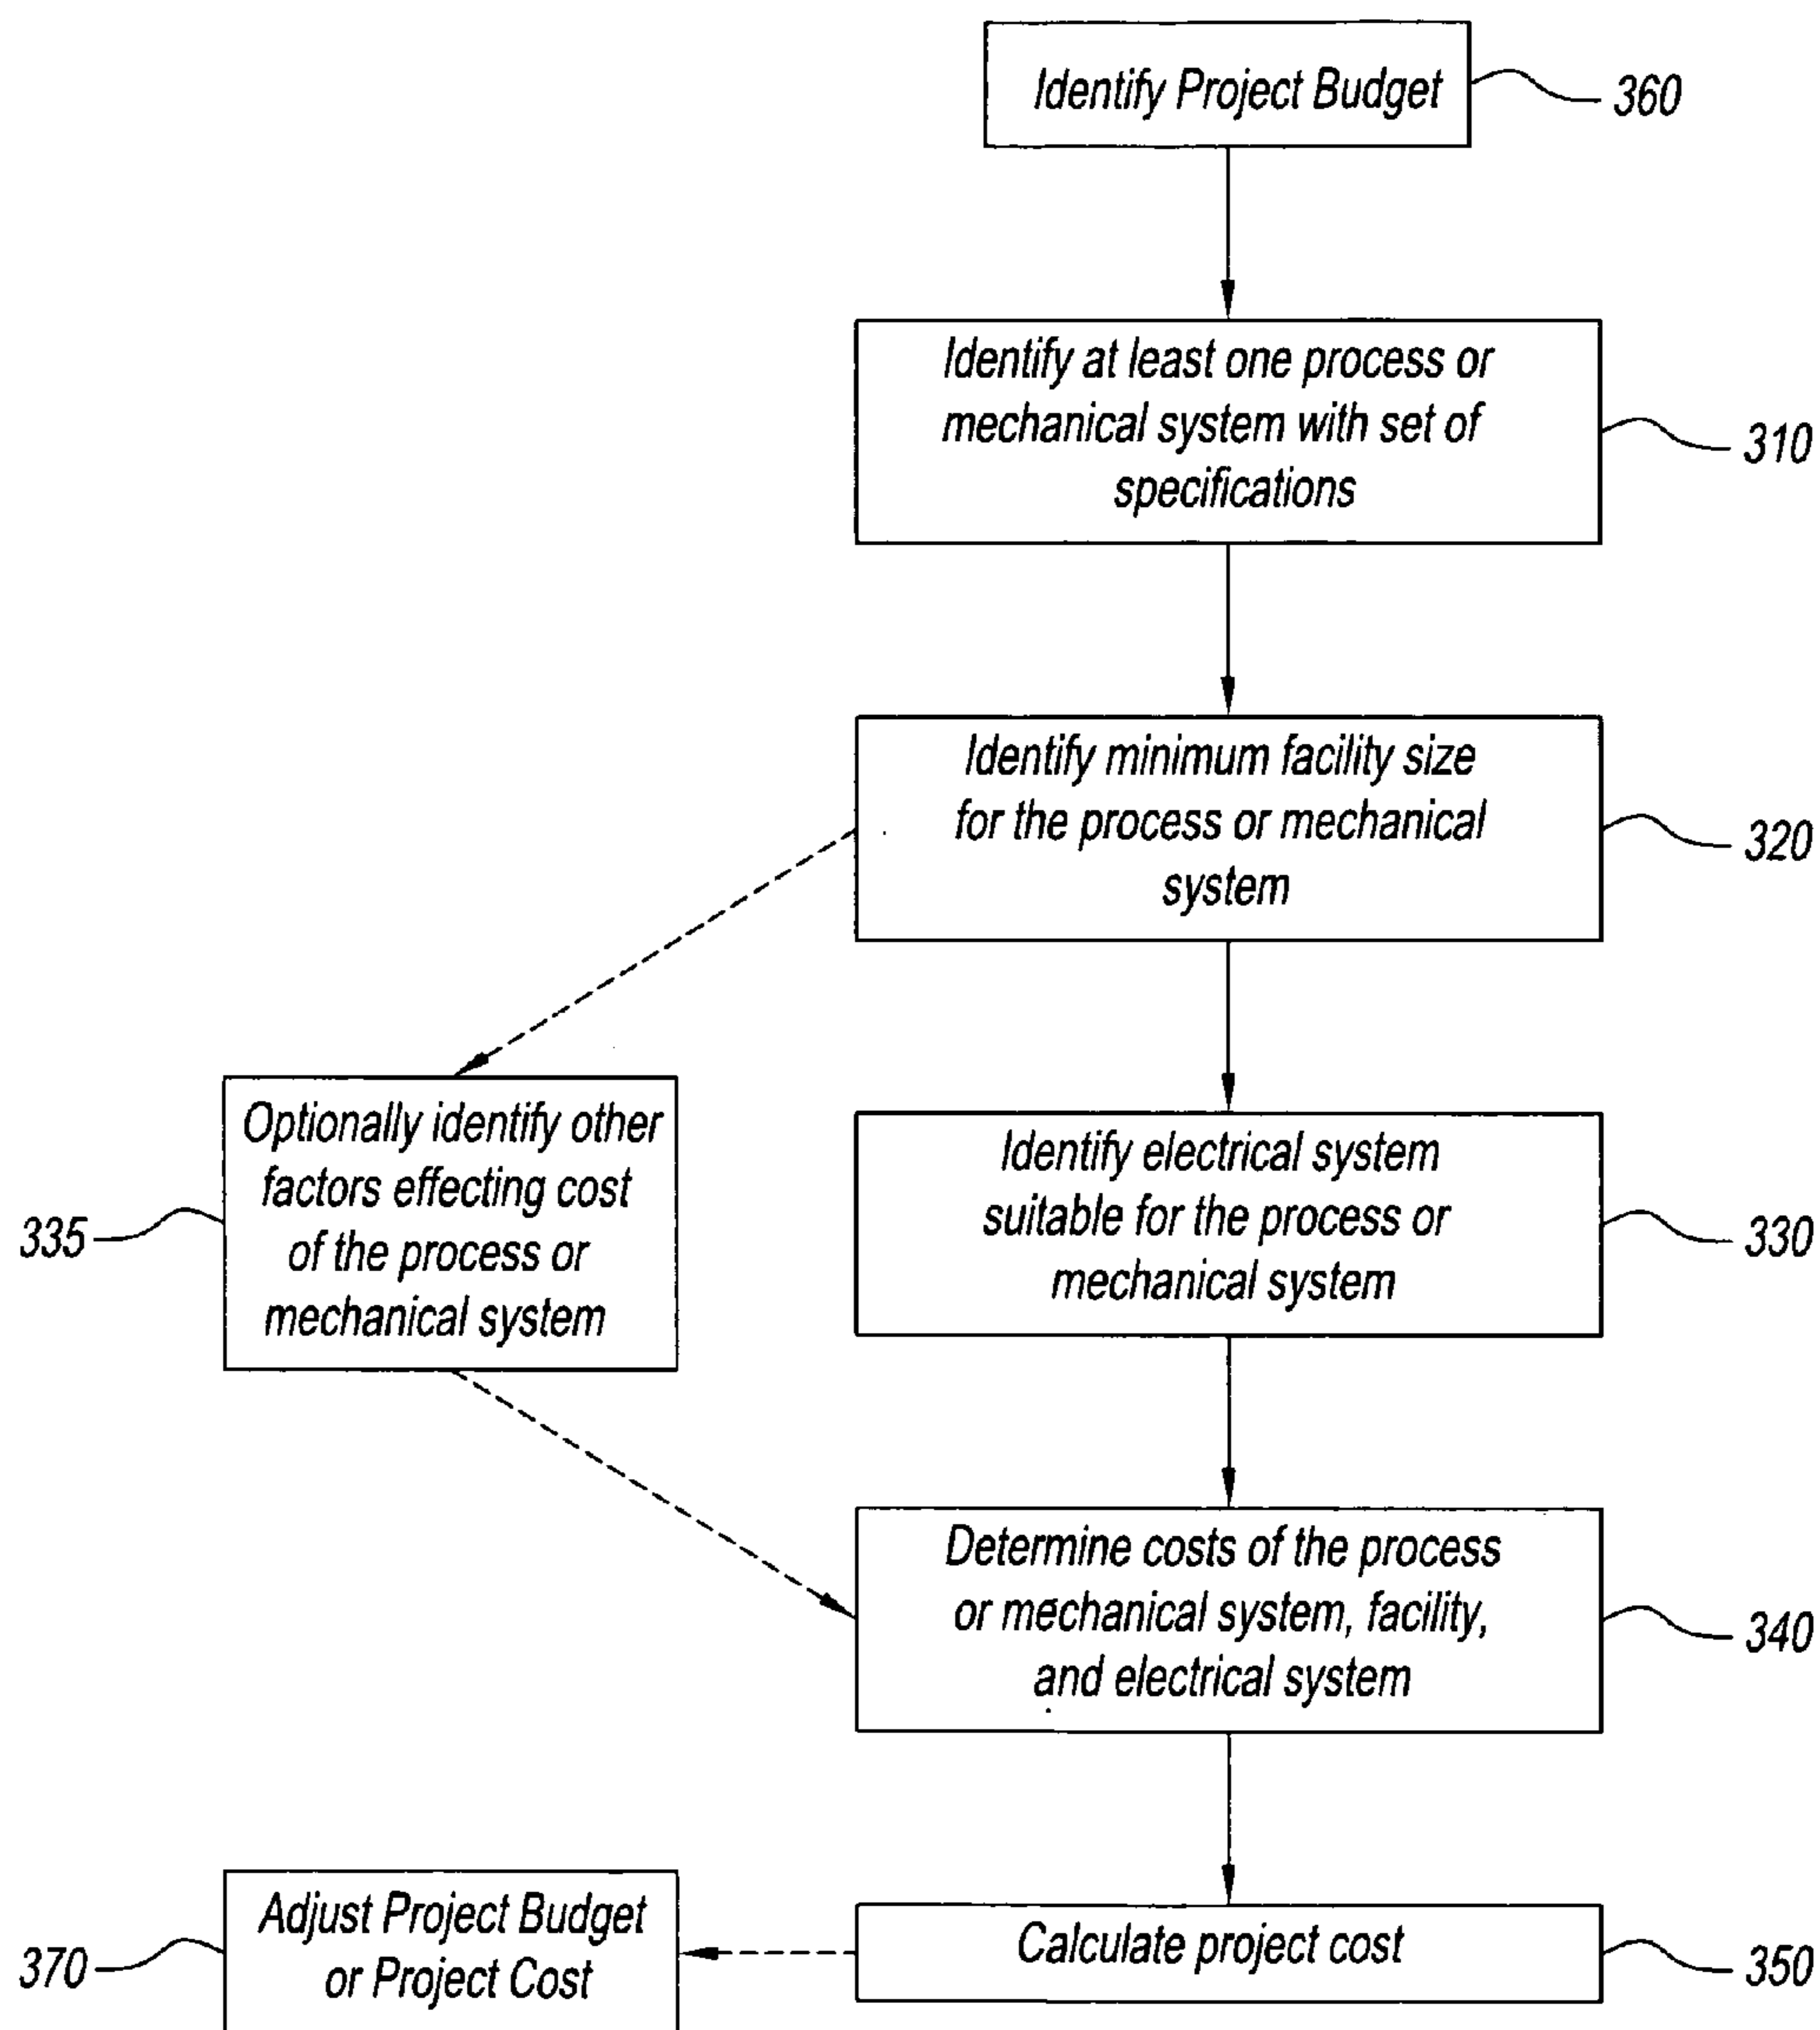 Identify Project Budget
360
Identify at least one process or
mechanical system with set of
specifications
310
Identify minimum facility size
for the process or mechanical
system
320
Optionally identify other
factors effecting cost
of the process or
mechanical system
335
Identify electrical system
suitable for the process or
mechanical system
330
Determine costs of the process
or mechanical system, facility,
and electrical system
340
Adjust Project Budget
or Project Cost
370
Calculate project cost
350